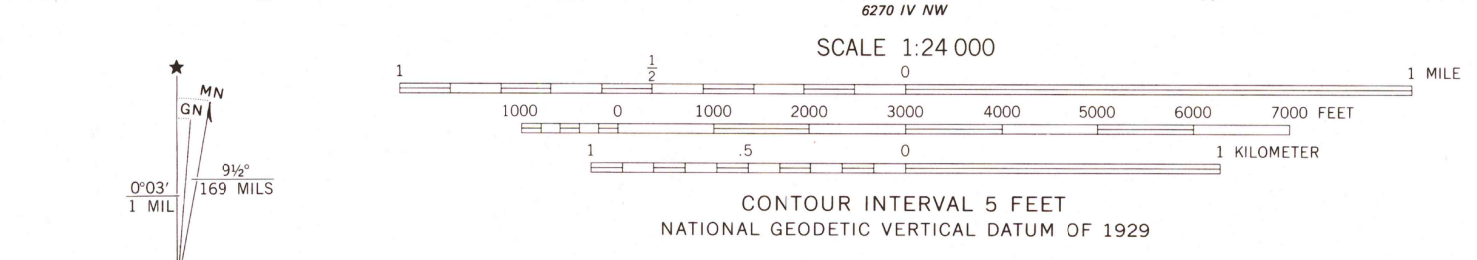 6270 IV NW
SCALE 1:24 000
1 1/2 0 1 MILE
1000 0 1000 2000 3000 4000 5000 6000 7000 FEET
1 .5 0 1 KILOMETER
CONTOUR INTERVAL 5 FEET
NATIONAL GEODETIC VERTICAL DATUM OF 1929
★
MN
GN
9½°
169 MILS
0°03′
1 MIL